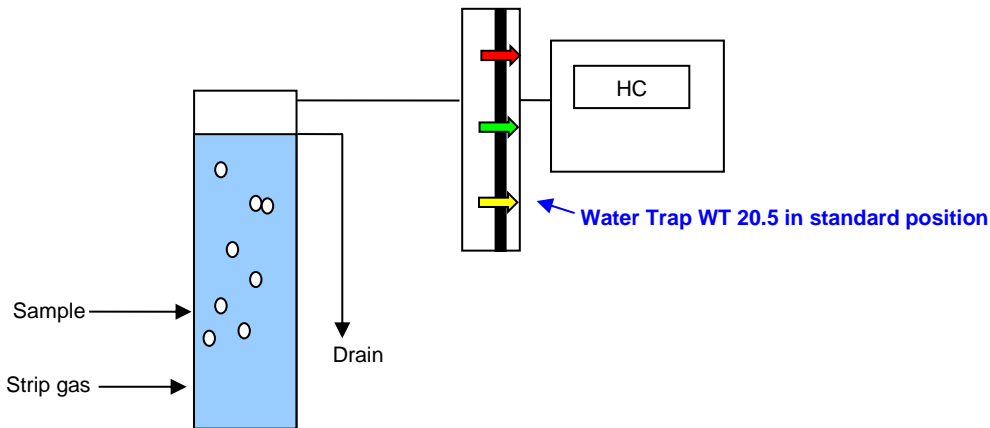 HC
Water Trap WT 20.5 in standard position
Sample
Drain
Strip gas